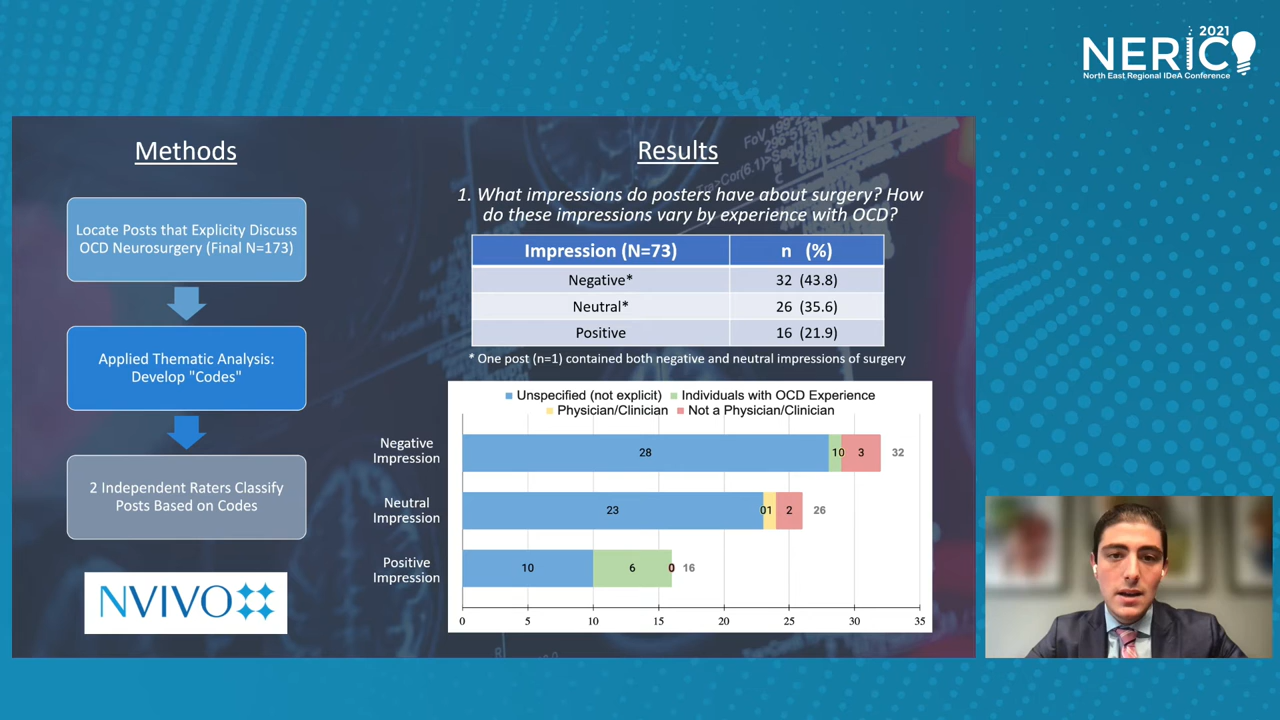 2021
NERIC
North East Regional IDeA Conference
Methods
Locate Posts that Explicity Discuss
OCD Neurosurgery (Final N=173)
Applied Thematic Analysis:
Develop "Codes"
2 Independent Raters Classify
Posts Based on Codes
NVIVO
Results
1. What impressions do posters have about surgery? How
do these impressions vary by experience with OCD?
Impression (N=73) n (%)
Negative* 32 (43.8)
Neutral* 26 (35.6)
Positive 16 (21.9)
* One post (n=1) contained both negative and neutral impressions of surgery
Unspecified (not explicit) Individuals with OCD Experience
Physician/Clinician Not a Physician/Clinician
Negative
Impression
28 1 0 3 32
Neutral
Impression
23 0 1 2 26
Positive
Impression
10 6 0 16
0 5 10 15 20 25 30 35